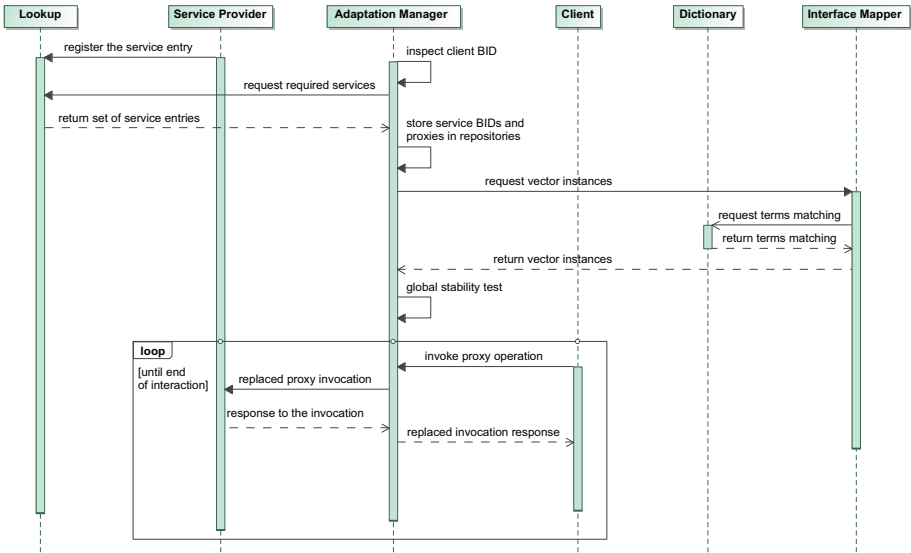 Lookup
Service Provider
Adaptation Manager
Client
Dictionary
Interface Mapper
register the service entry
inspect client BID
request required services
return set of service entries
store service BIDs and
proxies in repositories
request vector instances
request terms matching
return terms matching
return vector instances
global stability test
loop
[until end
of interaction]
invoke proxy operation
replaced proxy invocation
response to the invocation
replaced invocation response